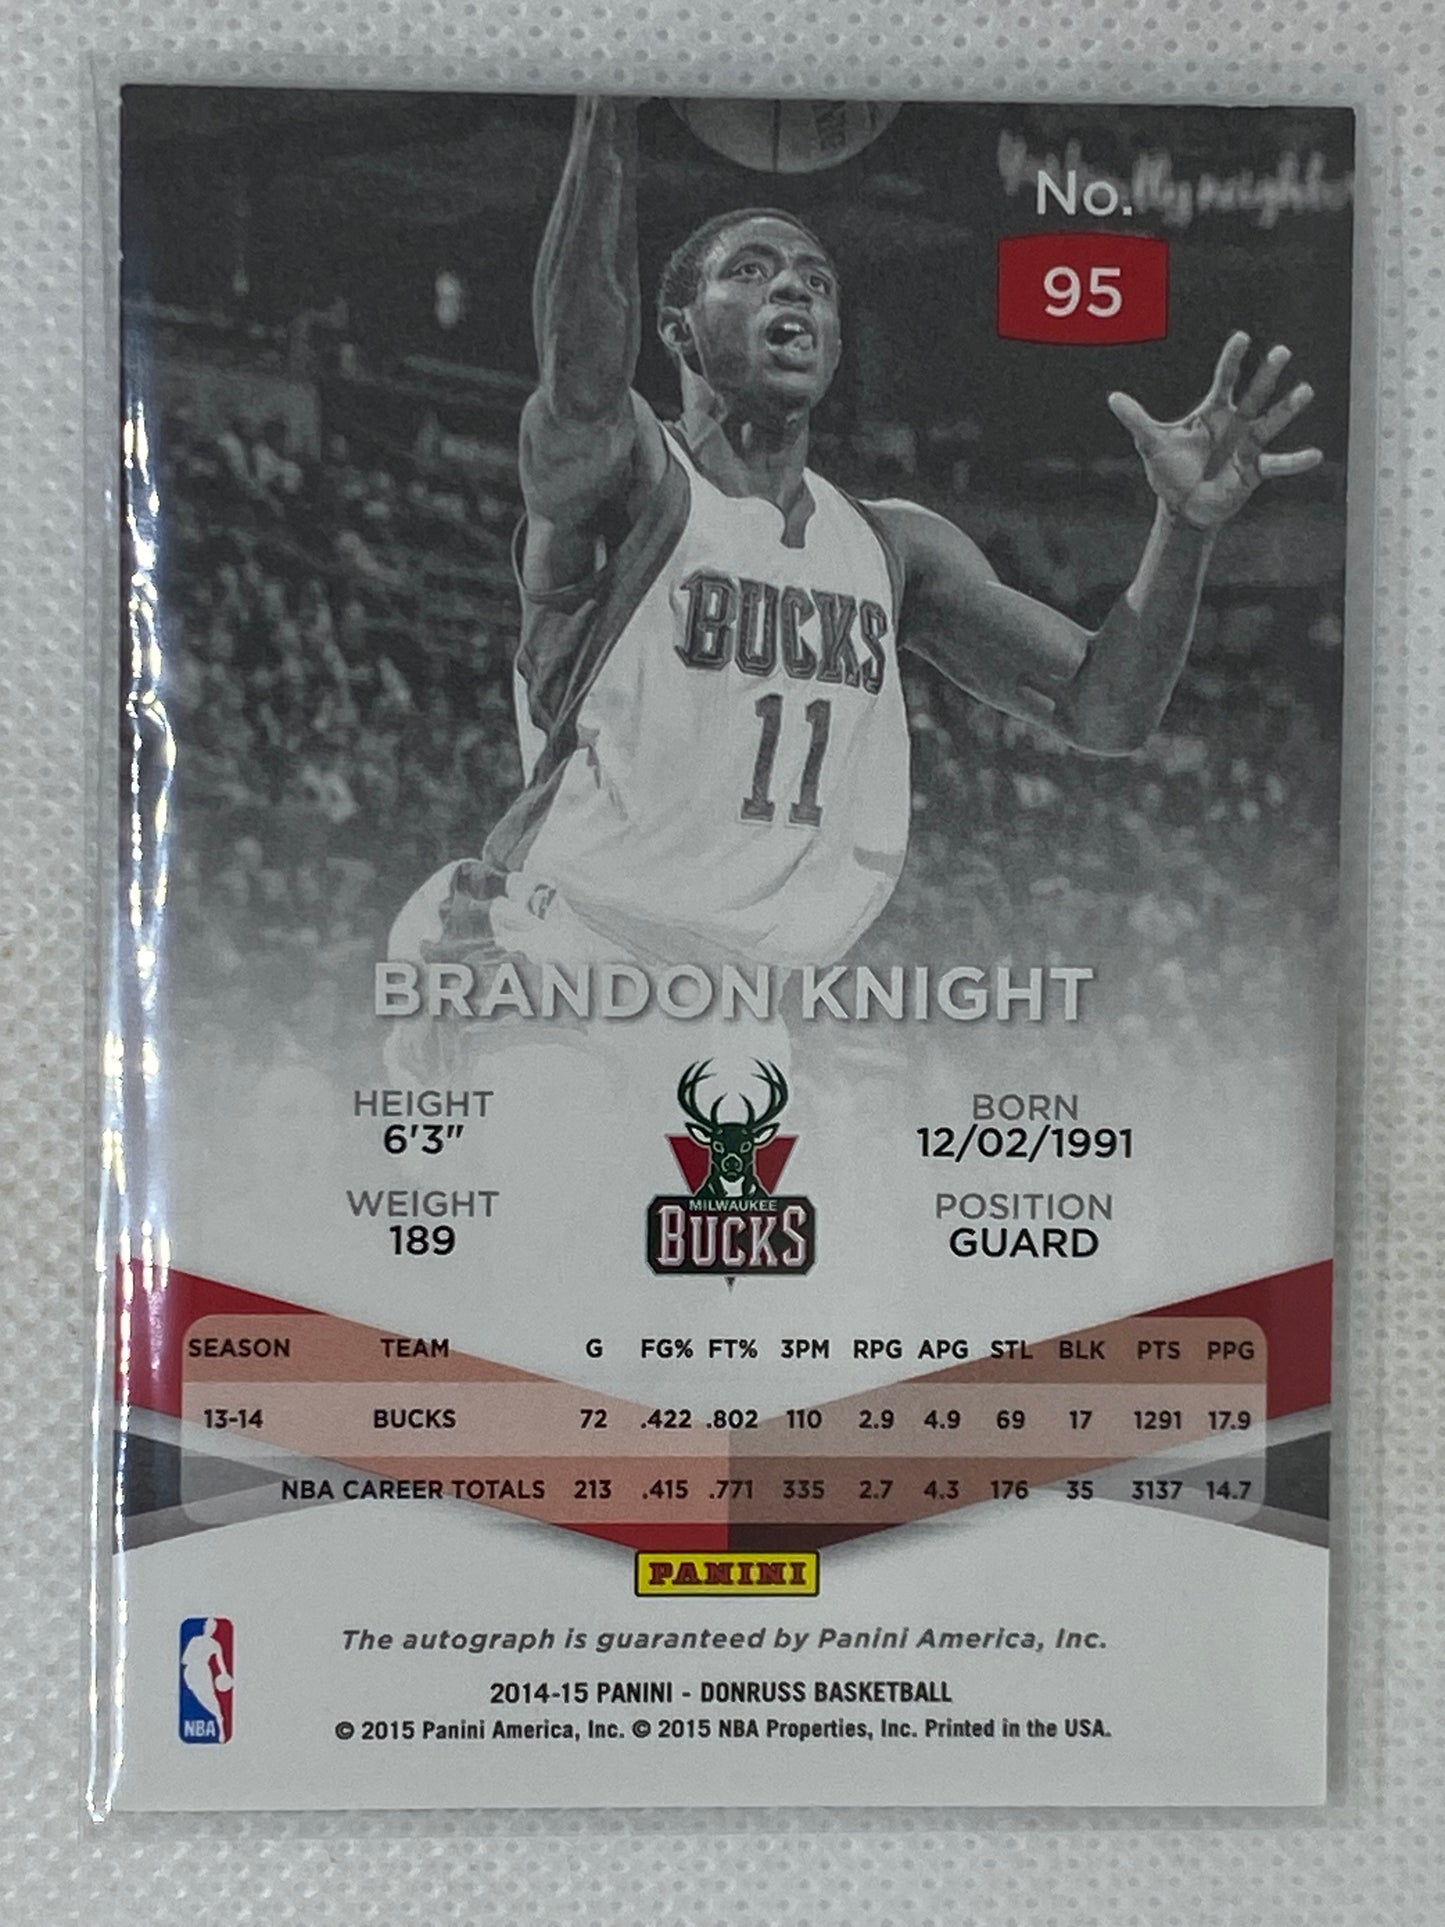 No.
95
BUCKS
11
BRANDON KNIGHT
HEIGHT
6'3"
WEIGHT
189
MILWAUKEE
BUCKS
BORN
12/02/1991
POSITION
GUARD
SEASON TEAM G FG% FT% 3PM RPG APG STL BLK PTS PPG
13-14 BUCKS 72 .422 .802 110 2.9 4.9 69 17 1291 17.9
NBA CAREER TOTALS 213 .415 .771 335 2.7 4.3 176 35 3137 14.7
PANINI
The autograph is guaranteed by Panini America, Inc.
2014-15 PANINI - DONRUSS BASKETBALL
© 2015 Panini America, Inc. © 2015 NBA Properties, Inc. Printed in the USA.
NBA